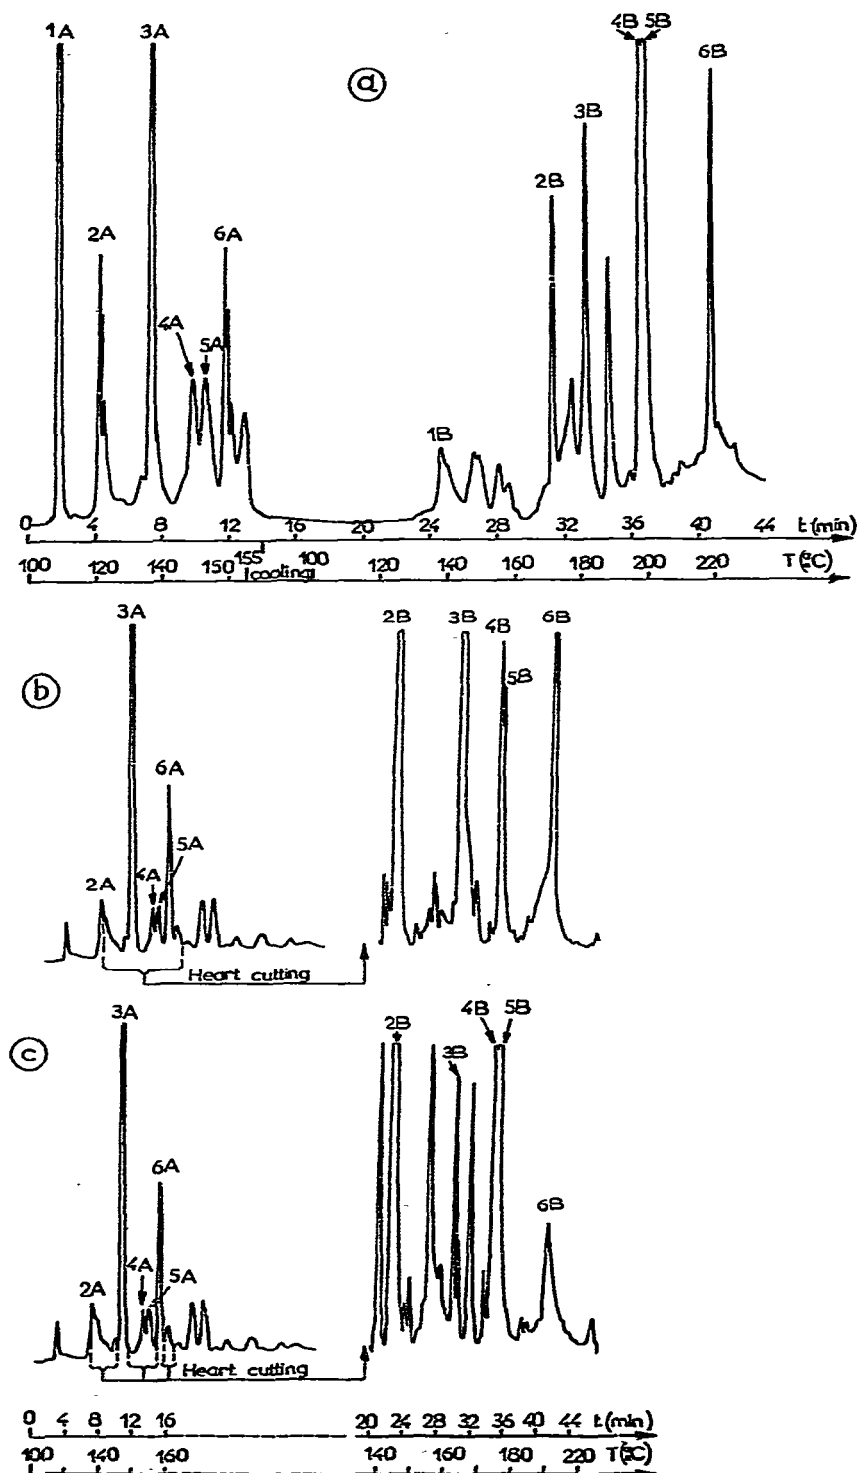 1A 3A 4B 5B
6B
a
3B
2B
2A 6A
4A
5A
1B
0 4 8 12 16 20 24 28 32 36 40 44 t (min)
100 120 140 150 155 100 120 140 160 180 200 220 T (°C)
cooling
3A 2B 3B 4B 6B
5B
b
6A
5A
4A
2A
Heart cutting
3A 2B 4B 5B
3B
c
6A
6B
4A
5A
2A
Heart cutting
0 4 8 12 16 20 24 28 32 36 40 44 t (min)
100 140 160 140 160 180 220 T (°C)